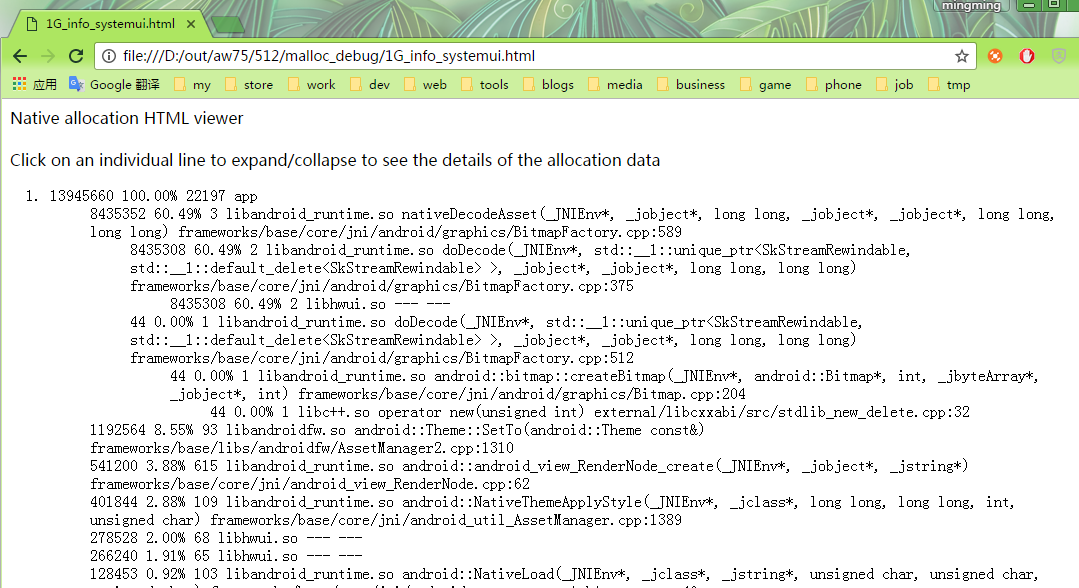 mingming
1G_info_systemui.html
file:///D:/out/aw75/512/malloc_debug/1G_info_systemui.html
应用 Google 翻译 my store work dev web tools blogs media business game phone job tmp
Native allocation HTML viewer
Click on an individual line to expand/collapse to see the details of the allocation data
1. 13945660 100.00% 22197 app
8435352 60.49% 3 libandroid_runtime.so nativeDecodeAsset(_JNIEnv*, _jobject*, long long, _jobject*, _jobject*, long long,
long long) frameworks/base/core/jni/android/graphics/BitmapFactory.cpp:589
8435308 60.49% 2 libandroid_runtime.so doDecode(_JNIEnv*, std::__1::unique_ptr<SkStreamRewindable,
std::__1::default_delete<SkStreamRewindable> >, _jobject*, _jobject*, long long, long long)
frameworks/base/core/jni/android/graphics/BitmapFactory.cpp:375
8435308 60.49% 2 libhwui.so --- ---
44 0.00% 1 libandroid_runtime.so doDecode(_JNIEnv*, std::__1::unique_ptr<SkStreamRewindable,
std::__1::default_delete<SkStreamRewindable> >, _jobject*, _jobject*, long long, long long)
frameworks/base/core/jni/android/graphics/BitmapFactory.cpp:512
44 0.00% 1 libandroid_runtime.so android::bitmap::createBitmap(_JNIEnv*, android::Bitmap*, int, _jbyteArray*,
_jobject*, int) frameworks/base/core/jni/android/graphics/Bitmap.cpp:204
44 0.00% 1 libc++.so operator new(unsigned int) external/libcxxabi/src/stdlib_new_delete.cpp:32
1192564 8.55% 93 libandroidfw.so android::Theme::SetTo(android::Theme const&)
frameworks/base/libs/androidfw/AssetManager2.cpp:1310
541200 3.88% 615 libandroid_runtime.so android::android_view_RenderNode_create(_JNIEnv*, _jobject*, _jstring*)
frameworks/base/core/jni/android_view_RenderNode.cpp:62
401844 2.88% 109 libandroid_runtime.so android::NativeThemeApplyStyle(_JNIEnv*, _jclass*, long long, long long, int,
unsigned char) frameworks/base/core/jni/android_util_AssetManager.cpp:1389
278528 2.00% 68 libhwui.so --- ---
266240 1.91% 65 libhwui.so --- ---
128453 0.92% 103 libandroid_runtime.so android::NativeLoad(_JNIEnv*, _jclass*, _jstring*, unsigned char, unsigned char,